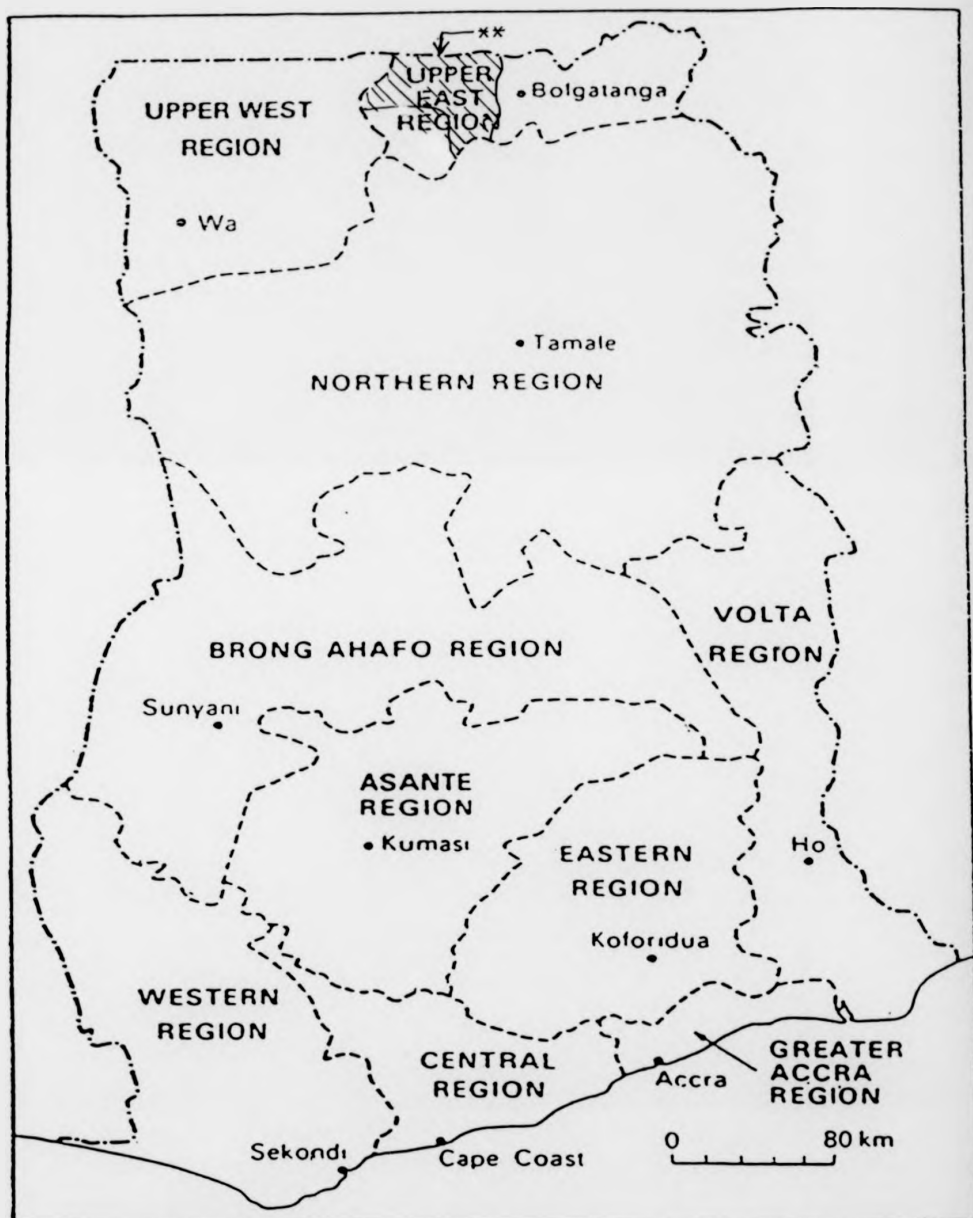 **
UPPER
EAST
REGION
Bolgatanga
UPPER WEST
REGION
Wa
Tamale
NORTHERN REGION
VOLTA
REGION
BRONG AHAFO REGION
Sunyani
ASANTE
REGION
Kumasi
EASTERN
REGION
Ho
Koforidua
WESTERN
REGION
CENTRAL
REGION
Accra
GREATER
ACCRA
REGION
Sekondi
Cape Coast
0 80 km